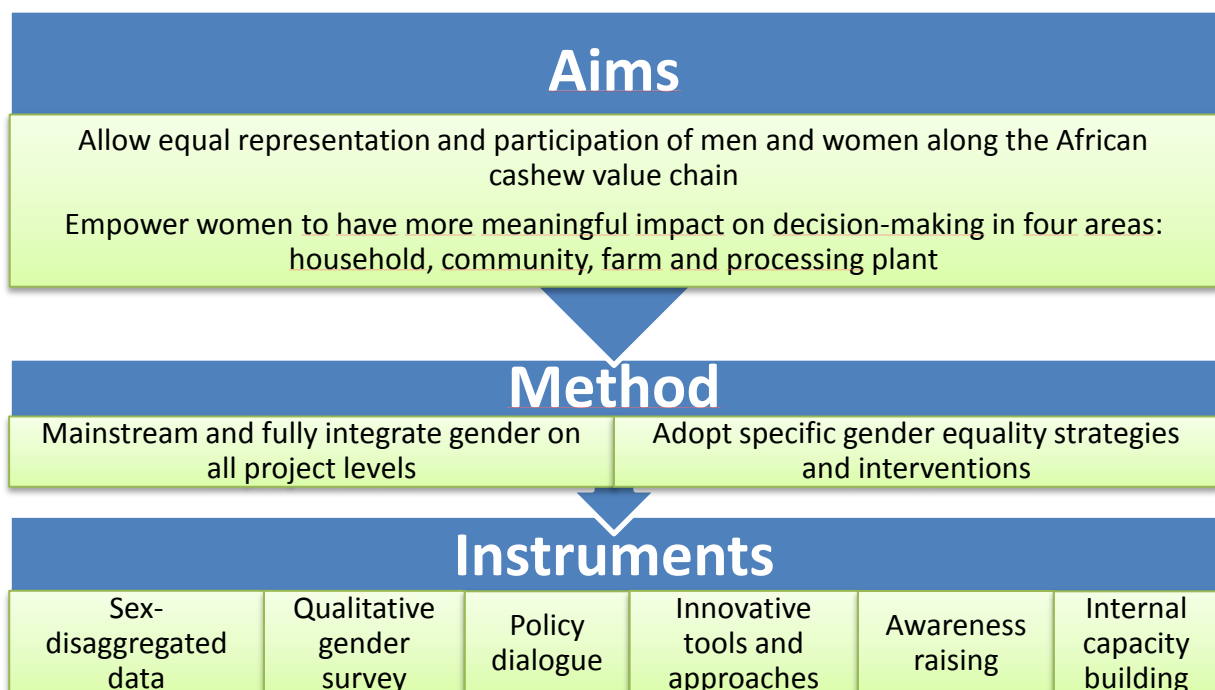 Aims
Allow equal representation and participation of men and women along the African
cashew value chain
Empower women to have more meaningful impact on decision-making in four areas:
household, community, farm and processing plant
Method
Mainstream and fully integrate gender on
all project levels
Adopt specific gender equality strategies
and interventions
Instruments
Sex-
disaggregated
data
Qualitative
gender
survey
Policy
dialogue
Innovative
tools and
approaches
Awareness
raising
Internal
capacity
building